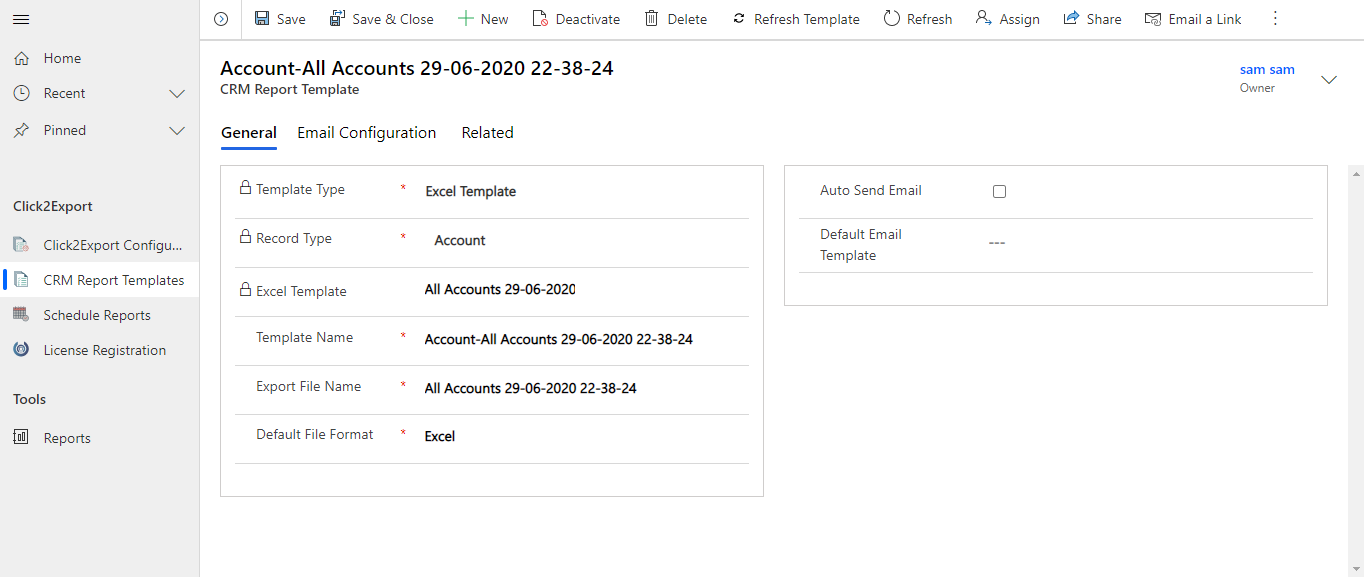 Save
Save & Close
New
Deactivate
Delete
Refresh Template
Refresh
Assign
Share
Email a Link
Home
Recent
Pinned
Click2Export
Click2Export Configu...
CRM Report Templates
Schedule Reports
License Registration
Tools
Reports
Account-All Accounts 29-06-2020 22-38-24
CRM Report Template
sam sam
Owner
General
Email Configuration
Related
Template Type * Excel Template
Record Type * Account
Excel Template All Accounts 29-06-2020
Template Name * Account-All Accounts 29-06-2020 22-38-24
Export File Name * All Accounts 29-06-2020 22-38-24
Default File Format * Excel
Auto Send Email
Default Email
Template
---